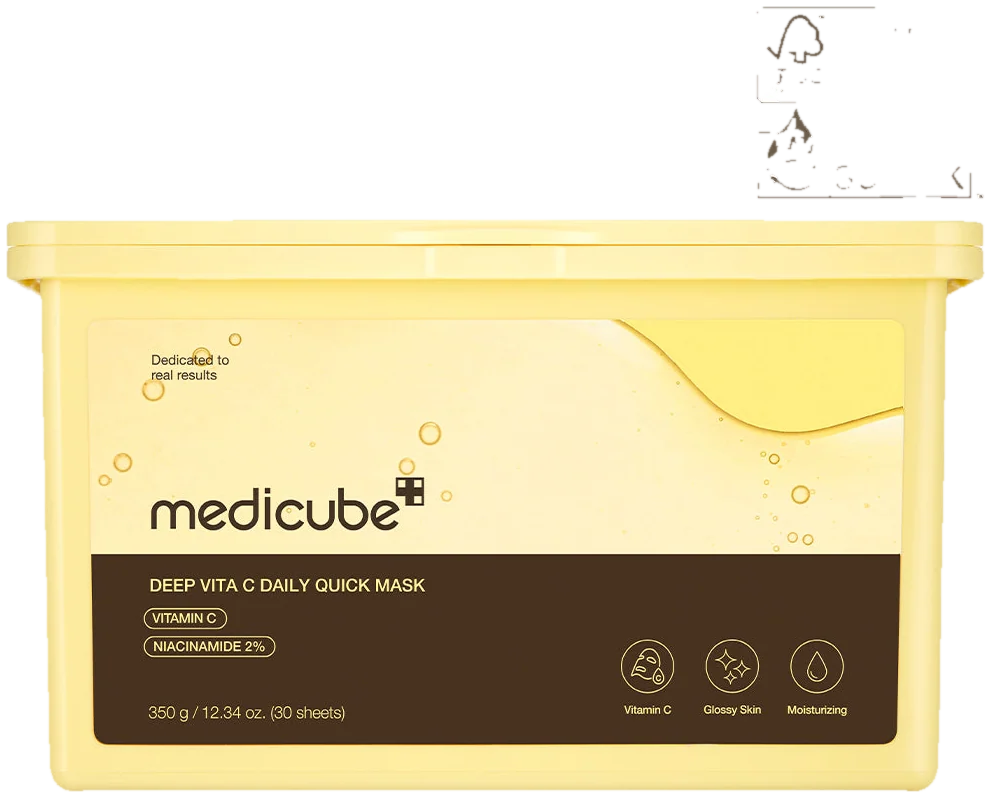 Dedicated to
real results
medicube
DEEP VITA C DAILY QUICK MASK
VITAMIN C
NIACINAMIDE 2%
350 g / 12.34 oz. (30 sheets)
Vitamin C
Glossy Skin
Moisturizing